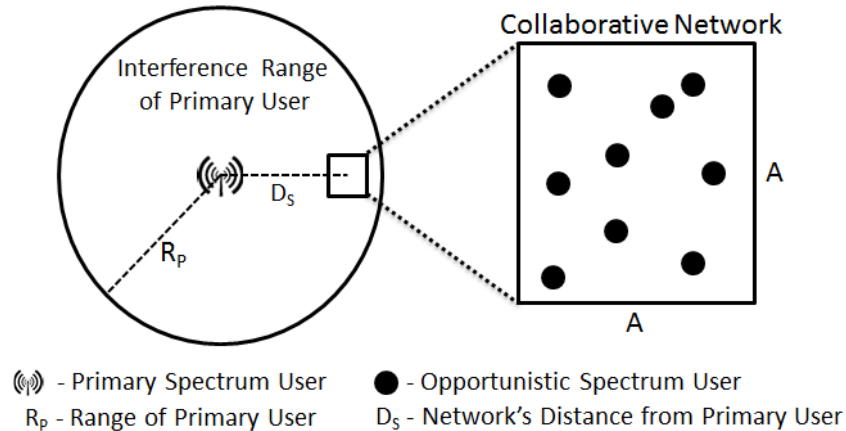 Collaborative Network
Interference Range
of Primary User
D_S
R_P
A
A
- Primary Spectrum User
- Opportunistic Spectrum User
R_P - Range of Primary User
D_S - Network's Distance from Primary User